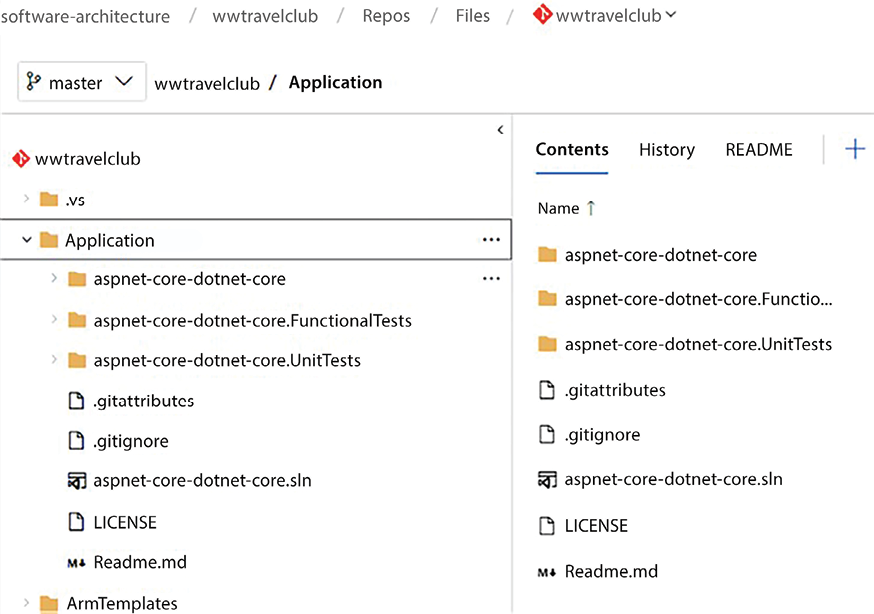 software-architecture / wwtravelclub / Repos / Files / wwtravelclub
master wwtravelclub / Application
wwtravelclub
.vs
Application ...
aspnet-core-dotnet-core ...
aspnet-core-dotnet-core.FunctionalTests
aspnet-core-dotnet-core.UnitTests
.gitattributes
.gitignore
aspnet-core-dotnet-core.sln
LICENSE
M↓ Readme.md
ArmTemplates
Contents History README +
Name ↑
aspnet-core-dotnet-core
aspnet-core-dotnet-core.Functio...
aspnet-core-dotnet-core.UnitTests
.gitattributes
.gitignore
aspnet-core-dotnet-core.sln
LICENSE
M↓ Readme.md